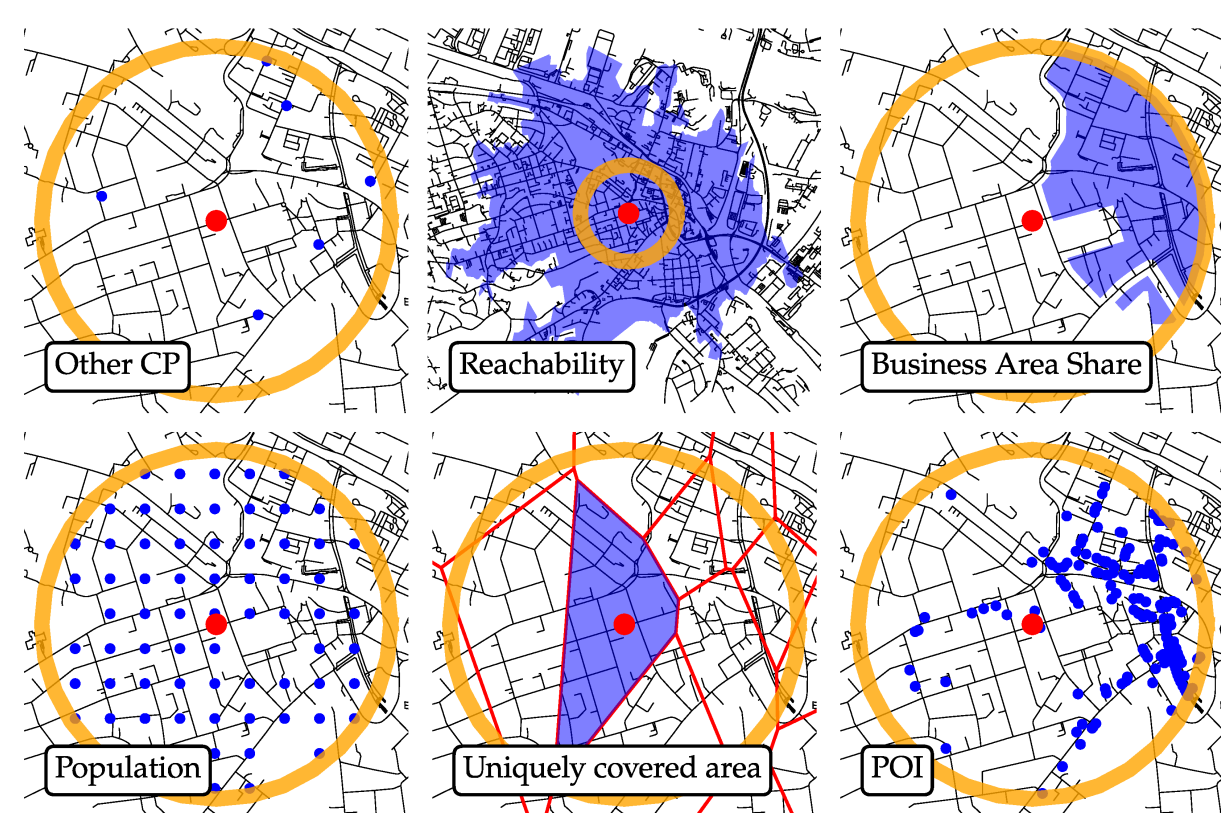 Other CP
Reachability
Business Area Share
Population
Uniquely covered area
POI